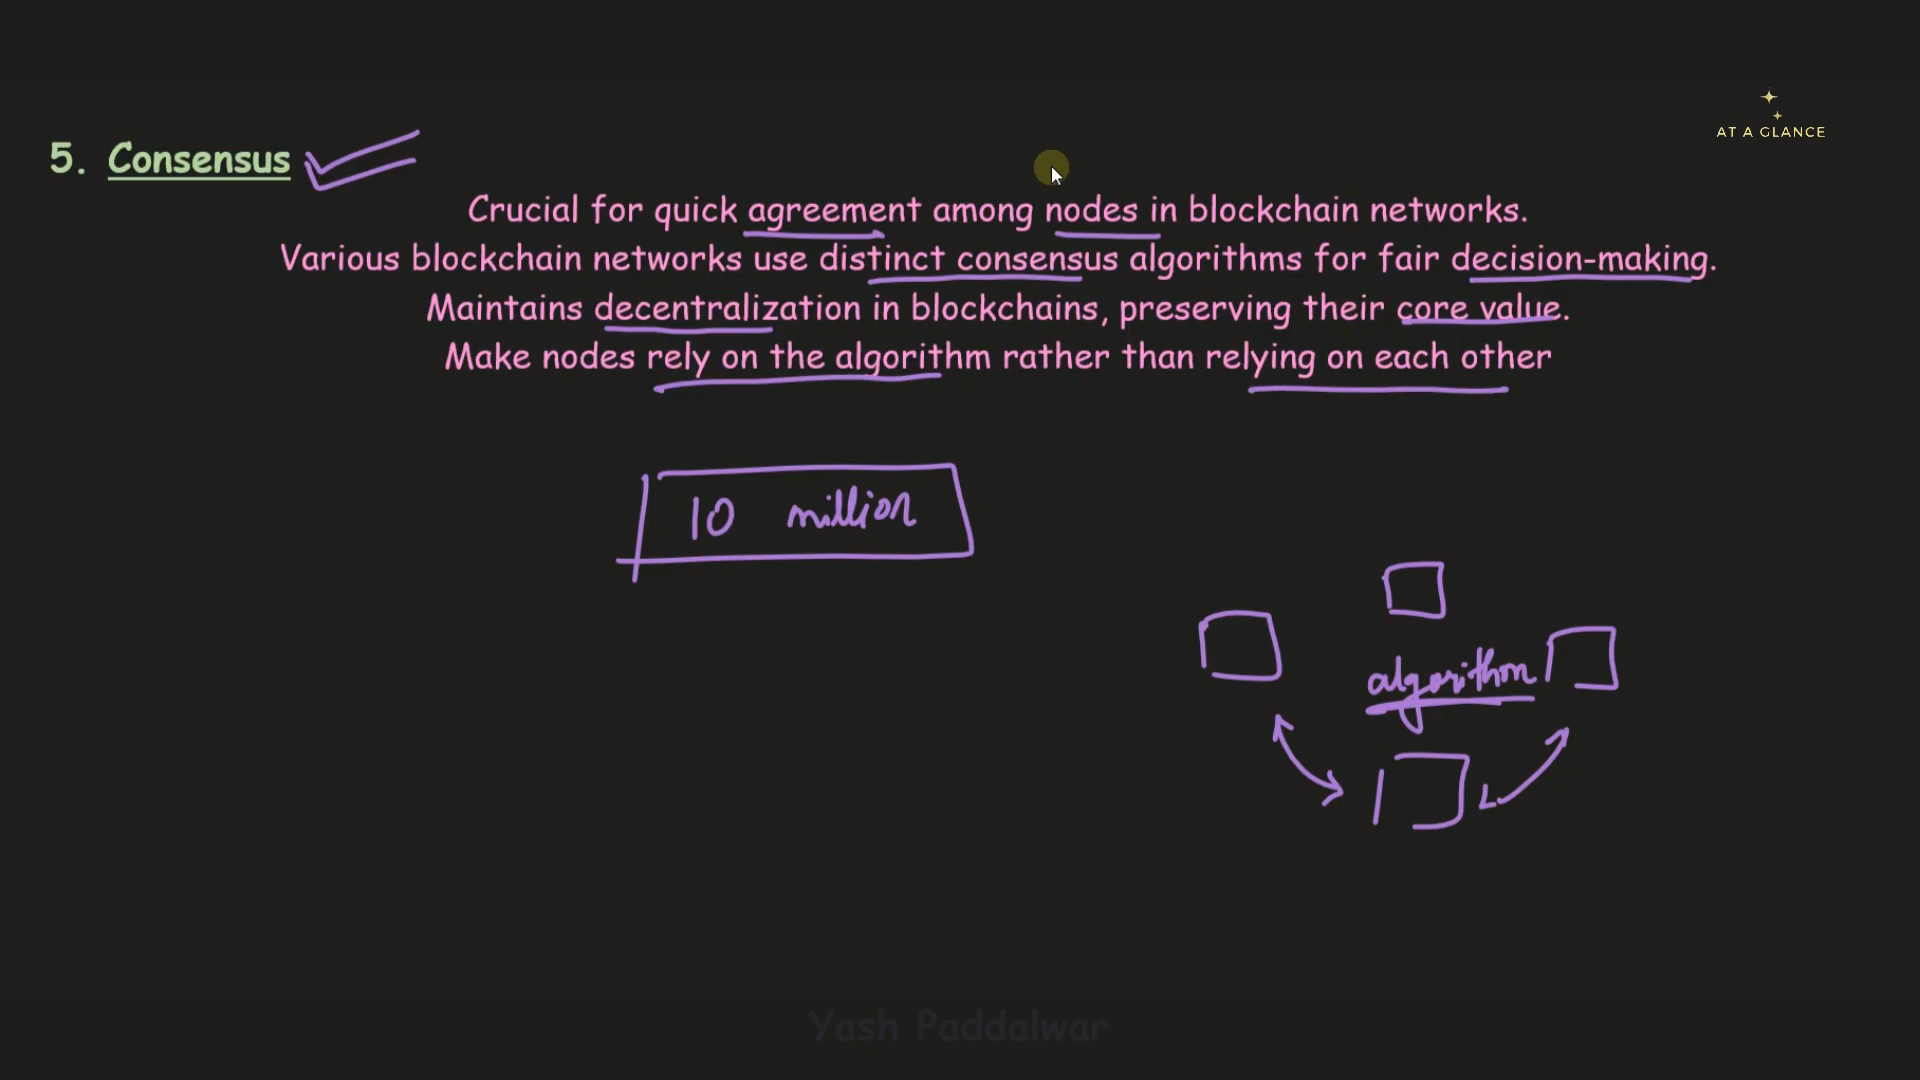 AT A GLANCE
5. Consensus
Crucial for quick agreement among nodes in blockchain networks.
Various blockchain networks use distinct consensus algorithms for fair decision-making.
Maintains decentralization in blockchains, preserving their core value.
Make nodes rely on the algorithm rather than relying on each other
10 million
algorithm
Yash Paddalwar